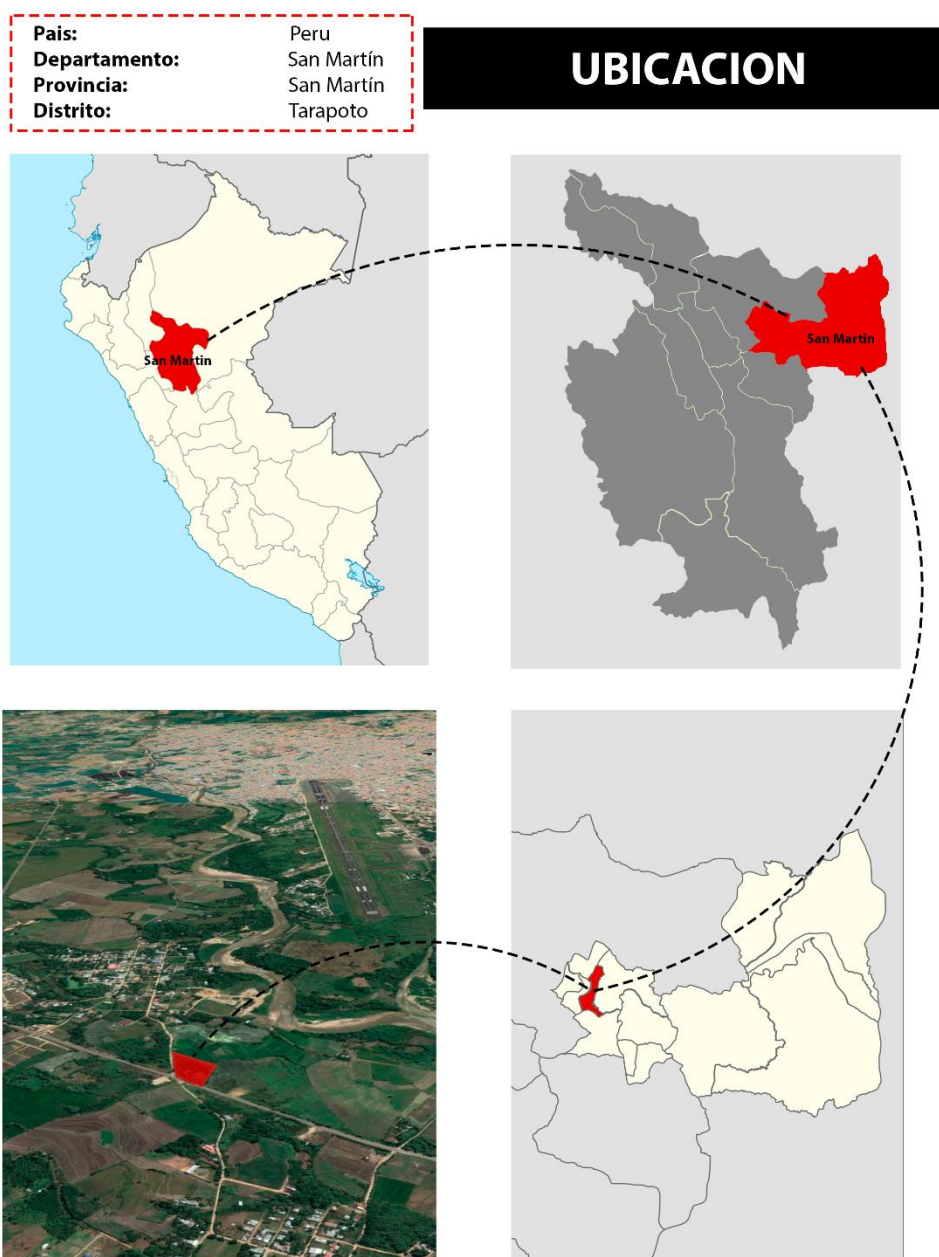 Pais: Peru
Departamento: San Martín
Provincia: San Martín
Distrito: Tarapoto
UBICACION
San Martin
San Martin